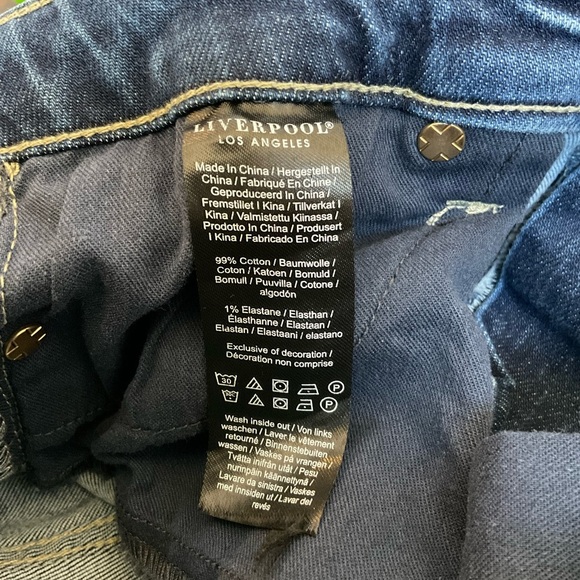 LIVERPOOL®
LOS ANGELES
Made In China / Hergestellt In
China / Fabriqué En Chine /
Geproduceerd In China /
Fremstillet I Kina / Tillverkat I
Kina / Valmistettu Kiinassa /
Prodotto In China / Produsert
I Kina / Fabricado En China
99% Cotton / Baumwolle /
Coton / Katoen / Bomuld /
Bomull / Puuvilla / Cotone /
algodón
1% Elastane / Elasthan /
Élasthanne / Elastaan /
Elastan / Elastaani / elastano
Exclusive of decoration /
Décoration non comprise
30 P
P
Wash inside out / Von links
waschen / Laver le vêtement
retourné / Binnenstebuiten
wassen / Vaskes på vrangen /
Tvätta inifrån utåt / Pesu
nurinpäin käännettynä /
Lavare da sinistra / Vaskes
med innsiden ut / Lavar del
revés